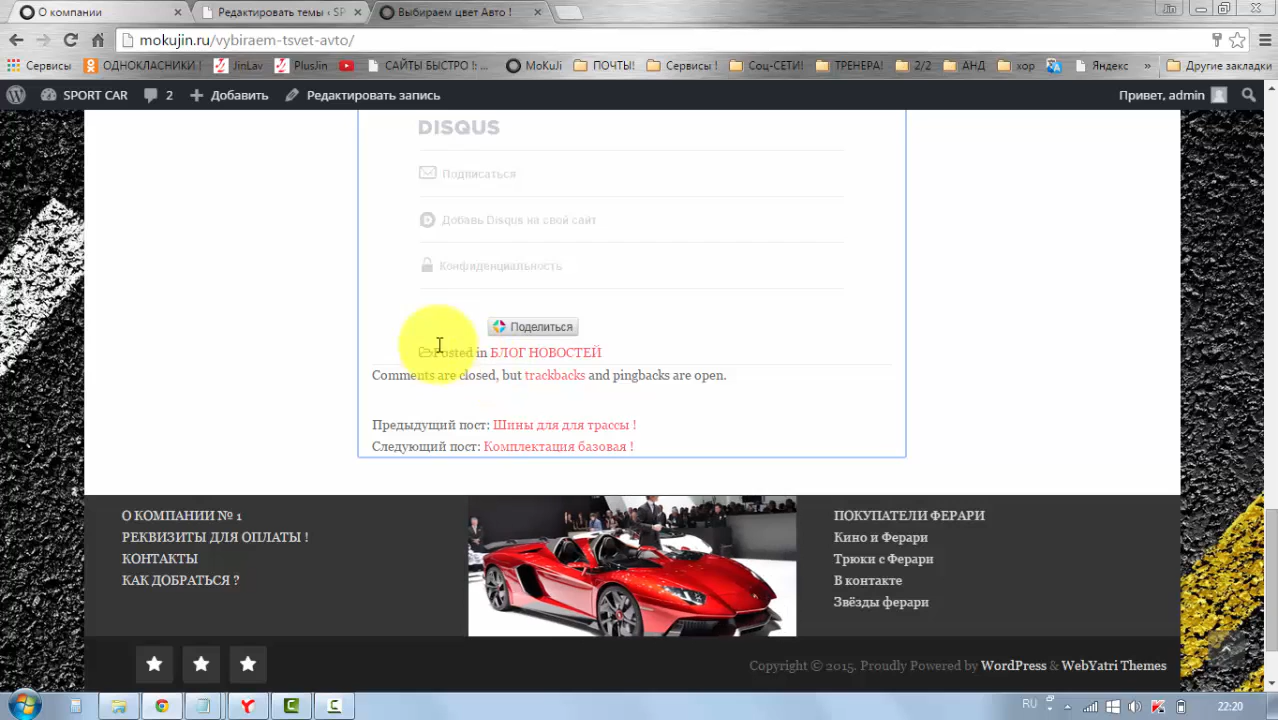 О компании
Редактировать темы ‹ SP
Выбираем цвет Авто !
mokujin.ru/vybiraem-tsvet-avto/
Сервисы
ОДНОКЛАСНИКИ
JinLav
PlusJin
САЙТЫ БЫСТРО !: ...
MoKuJi
ПОЧТЫ!
Сервисы !
Соц-СЕТИ!
ТРЕНЕРА!
2/2
АНД
хор
Яндекс
»
Другие закладки
SPORT CAR
2
Добавить
Редактировать запись
Привет, admin
DISQUS
Подписаться
Добавь Disqus на свой сайт
Конфиденциальность
Поделиться
Posted in БЛОГ НОВОСТЕЙ
Comments are closed, but trackbacks and pingbacks are open.
Предыдущий пост: Шины для для трассы !
Следующий пост: Комплектация базовая !
О КОМПАНИИ № 1
РЕКВИЗИТЫ ДЛЯ ОПЛАТЫ !
КОНТАКТЫ
КАК ДОБРАТЬСЯ ?
ПОКУПАТЕЛИ ФЕРАРИ
Кино и Ферари
Трюки с Ферари
В контакте
Звёзды ферари
Copyright © 2015. Proudly Powered by WordPress & WebYatri Themes
RU
22:20